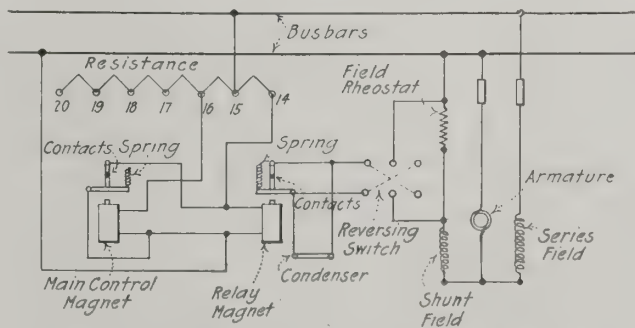 Busbars
Resistance
20 19 18 17 16 15 14
Field
Rheostat
Contacts Spring
Spring
Contacts
Reversing
Switch
Armature
Series
Field
Condenser
Main Control
Magnet
Relay
Magnet
Shunt
Field